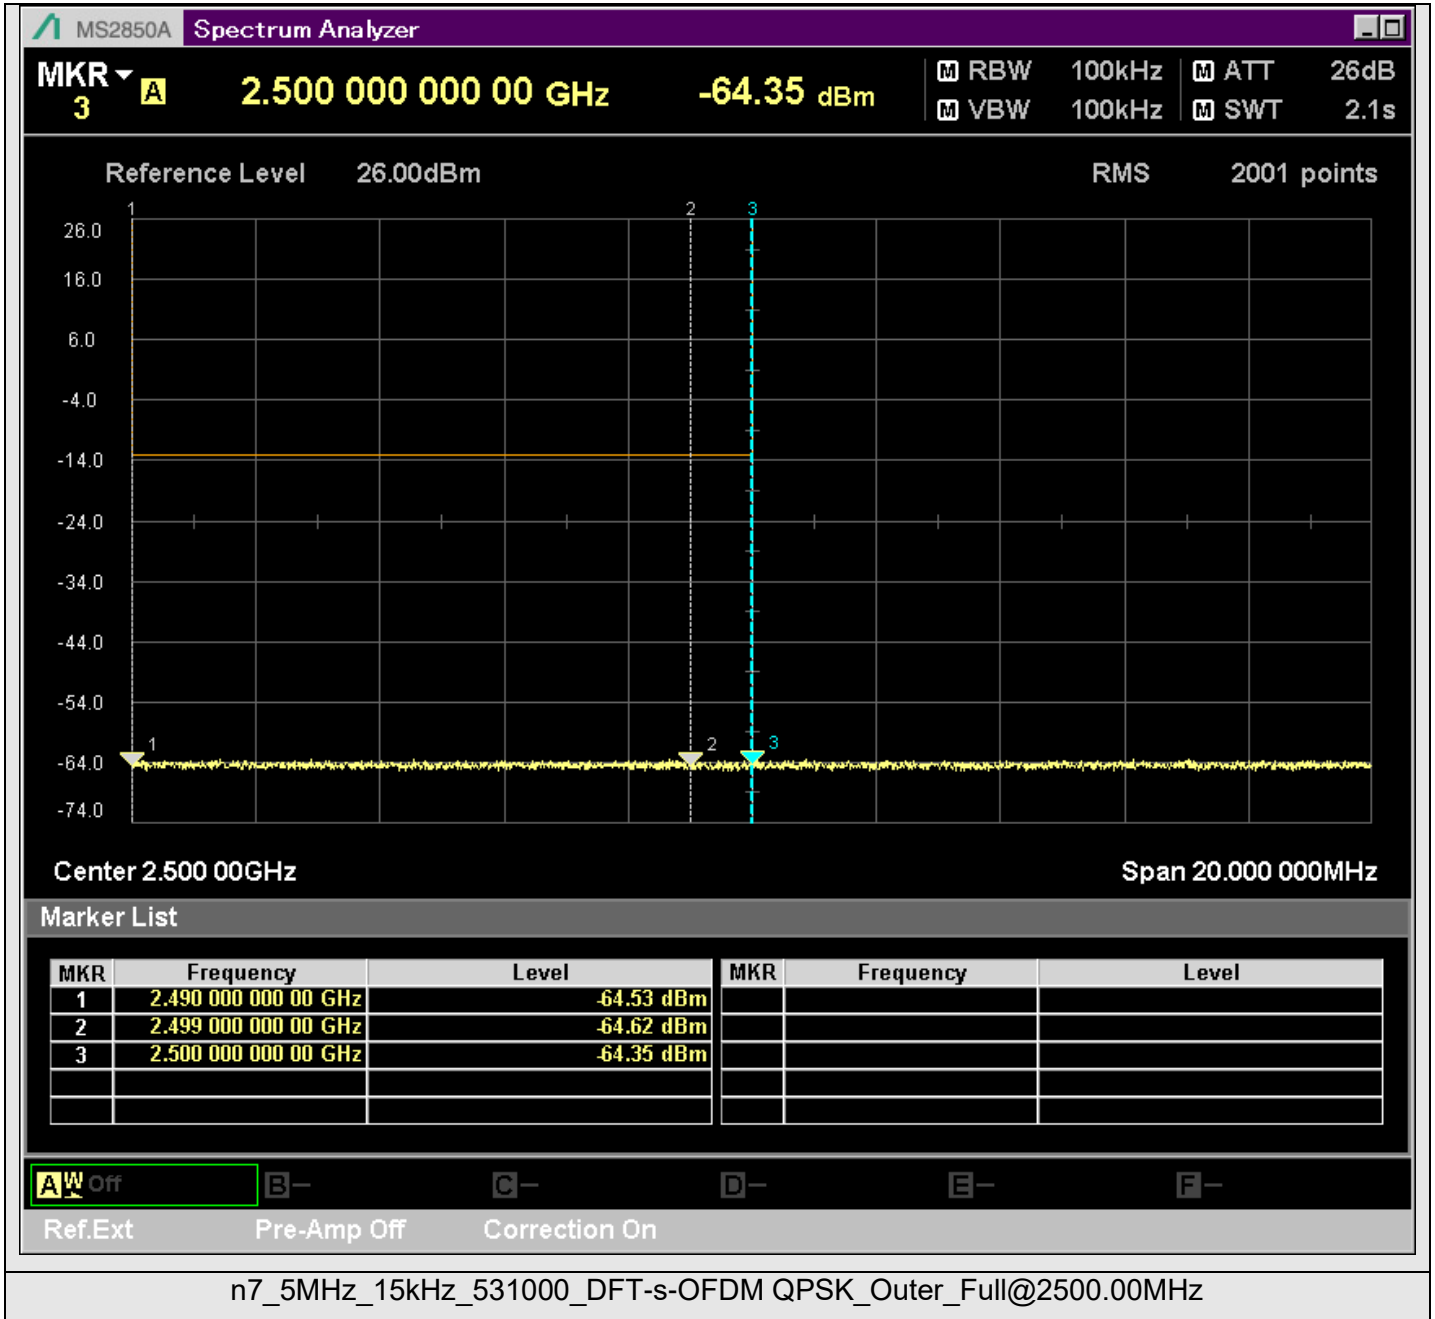 MS2850A Spectrum Analyzer
MKR A 2.500 000 000 00 GHz -64.35 dBm M RBW 100kHz M ATT 26dB
3 M VBW 100kHz M SWT 2.1s
Reference Level 26.00dBm RMS 2001 points
1 2 3
26.0
16.0
6.0
-4.0
-14.0
-24.0
-34.0
-44.0
-54.0
1 2 3
-64.0
-74.0
Center 2.500 00GHz Span 20.000 000MHz
Marker List
MKR Frequency Level MKR Frequency Level
1 2.490 000 000 00 GHz -64.53 dBm
2 2.499 000 000 00 GHz -64.62 dBm
3 2.500 000 000 00 GHz -64.35 dBm
A W Off B — C — D — E — F —
Ref.Ext Pre-Amp Off Correction On
n7_5MHz_15kHz_531000_DFT-s-OFDM QPSK_Outer_Full@2500.00MHz